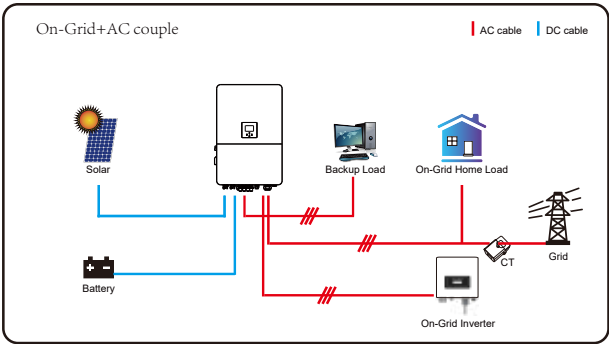 On-Grid+AC couple
AC cable
DC cable
Solar
Backup Load
On-Grid Home Load
Grid
CT
Battery
On-Grid Inverter